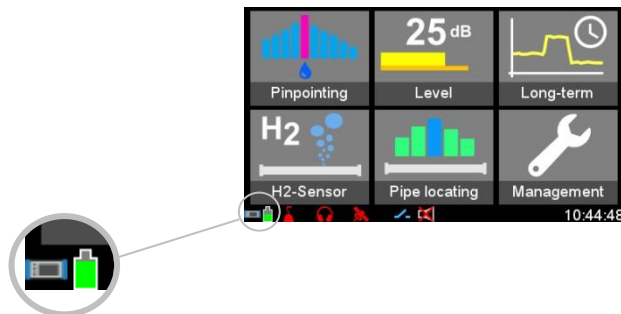 25 dB
Pinpointing
Level
Long-term
H2
H2-Sensor
Pipe locating
Management
10:44:48